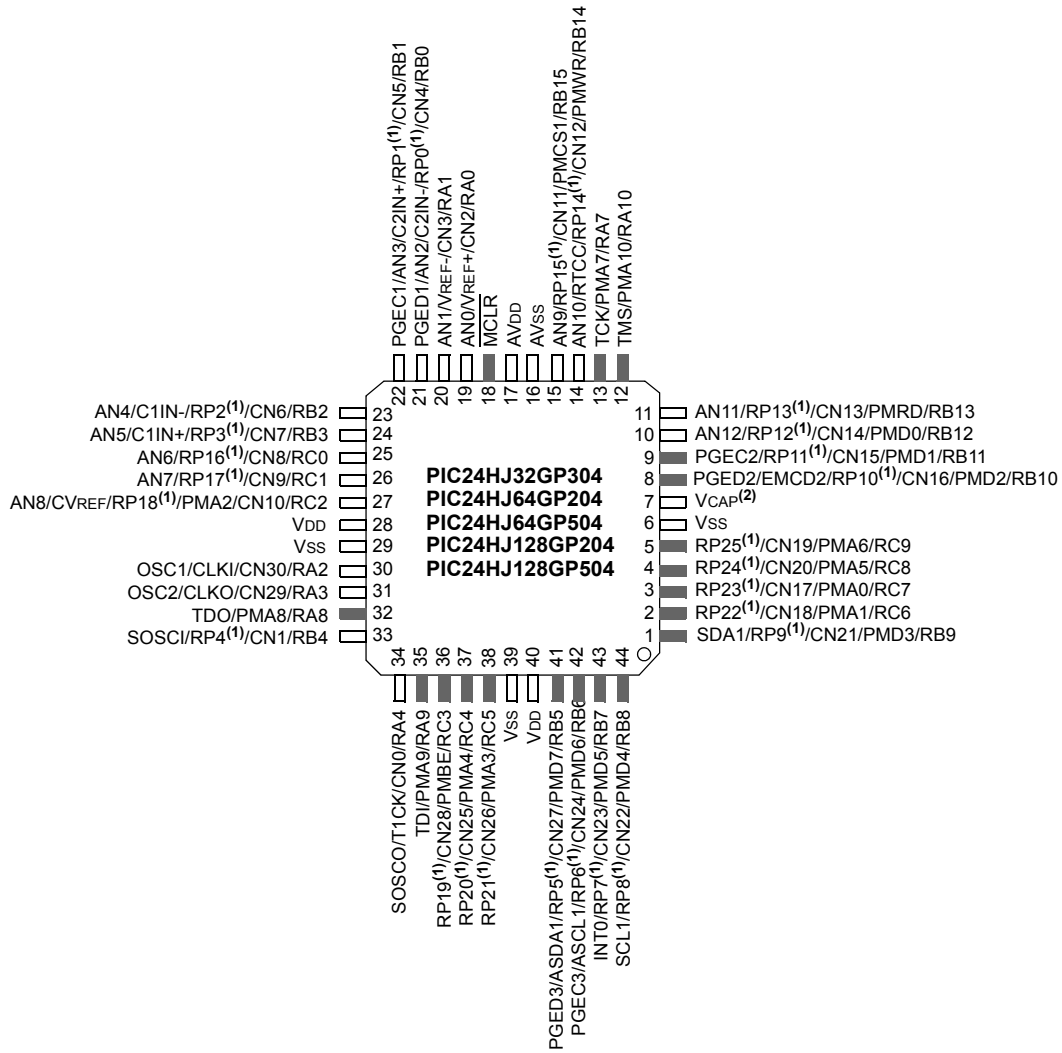 PGEC1/AN3/C2IN+/RP1(1)/CN5/RB1
PGED1/AN2/C2IN-/RP0(1)/CN4/RB0
AN1/VREF-/CN3/RA1
AN0/VREF+/CN2/RA0
MCLR
AVDD
AVSS
AN9/RP15(1)/CN11/PMCS1/RB15
AN10/RTCC/RP14(1)/CN12/PMWR/RB14
TCK/PMA7/RA7
TMS/PMA10/RA10
22 21 20 19 18 17 16 15 14 13 12
AN4/C1IN-/RP2(1)/CN6/RB2 23
AN5/C1IN+/RP3(1)/CN7/RB3 24
AN6/RP16(1)/CN8/RC0 25
AN7/RP17(1)/CN9/RC1 26
AN8/CVREF/RP18(1)/PMA2/CN10/RC2 27
VDD 28
VSS 29
OSC1/CLKI/CN30/RA2 30
OSC2/CLKO/CN29/RA3 31
TDO/PMA8/RA8 32
SOSCI/RP4(1)/CN1/RB4 33
PIC24HJ32GP304
PIC24HJ64GP204
PIC24HJ64GP504
PIC24HJ128GP204
PIC24HJ128GP504
11 AN11/RP13(1)/CN13/PMRD/RB13
10 AN12/RP12(1)/CN14/PMD0/RB12
9 PGEC2/RP11(1)/CN15/PMD1/RB11
8 PGED2/EMCD2/RP10(1)/CN16/PMD2/RB10
7 VCAP(2)
6 VSS
5 RP25(1)/CN19/PMA6/RC9
4 RP24(1)/CN20/PMA5/RC8
3 RP23(1)/CN17/PMA0/RC7
2 RP22(1)/CN18/PMA1/RC6
1 SDA1/RP9(1)/CN21/PMD3/RB9
34 35 36 37 38 39 40 41 42 43 44
SOSCO/T1CK/CN0/RA4
TDI/PMA9/RA9
RP19(1)/CN28/PMBE/RC3
RP20(1)/CN25/PMA4/RC4
RP21(1)/CN26/PMA3/RC5
VSS
VDD
PGED3/ASDA1/RP5(1)/CN27/PMD7/RB5
PGEC3/ASCL1/RP6(1)/CN24/PMD6/RB6
INT0/RP7(1)/CN23/PMD5/RB7
SCL1/RP8(1)/CN22/PMD4/RB8